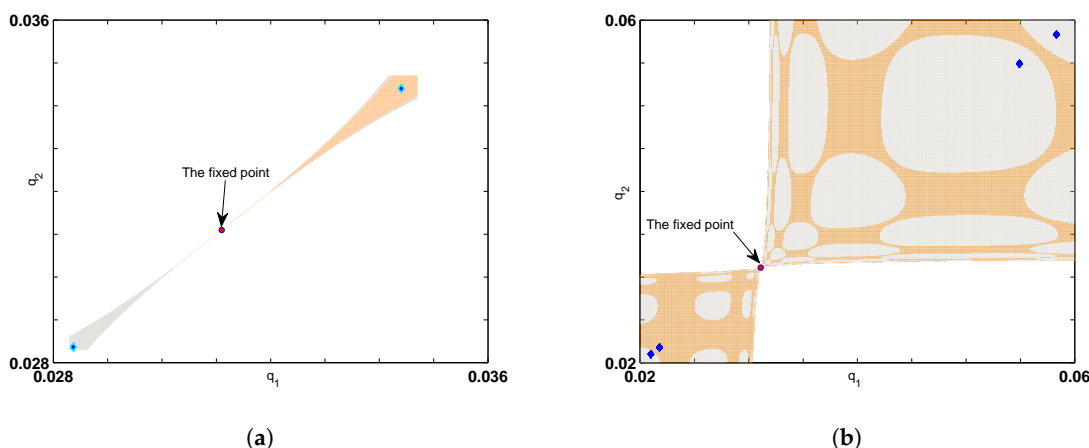 0.036
q2
The fixed point
0.028
0.028
q1
0.036
(a)
0.06
q2
The fixed point
0.02
0.02
q1
0.06
(b)